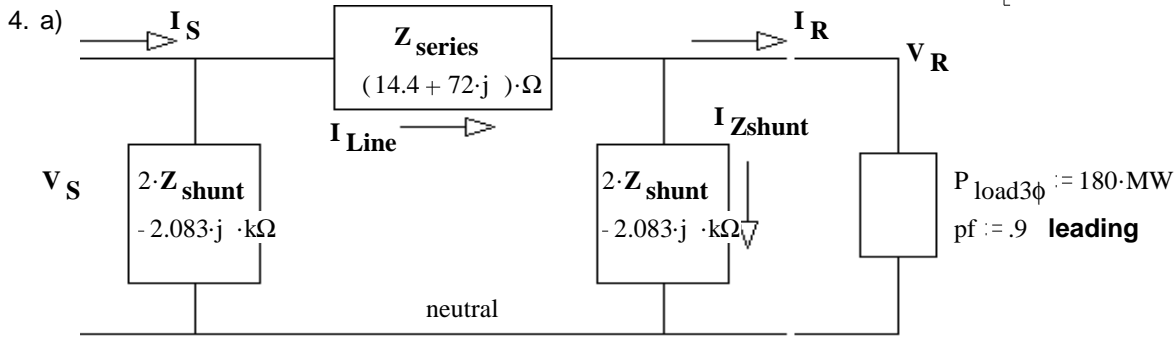 4. a)
I S
Z series
(14.4 + 72·j )·Ω
I Line
I R
V R
I Zshunt
V S
2·Z shunt
- 2.083·j ·kΩ
2·Z shunt
- 2.083·j ·kΩ
P load3ϕ := 180·MW
pf := .9 leading
neutral